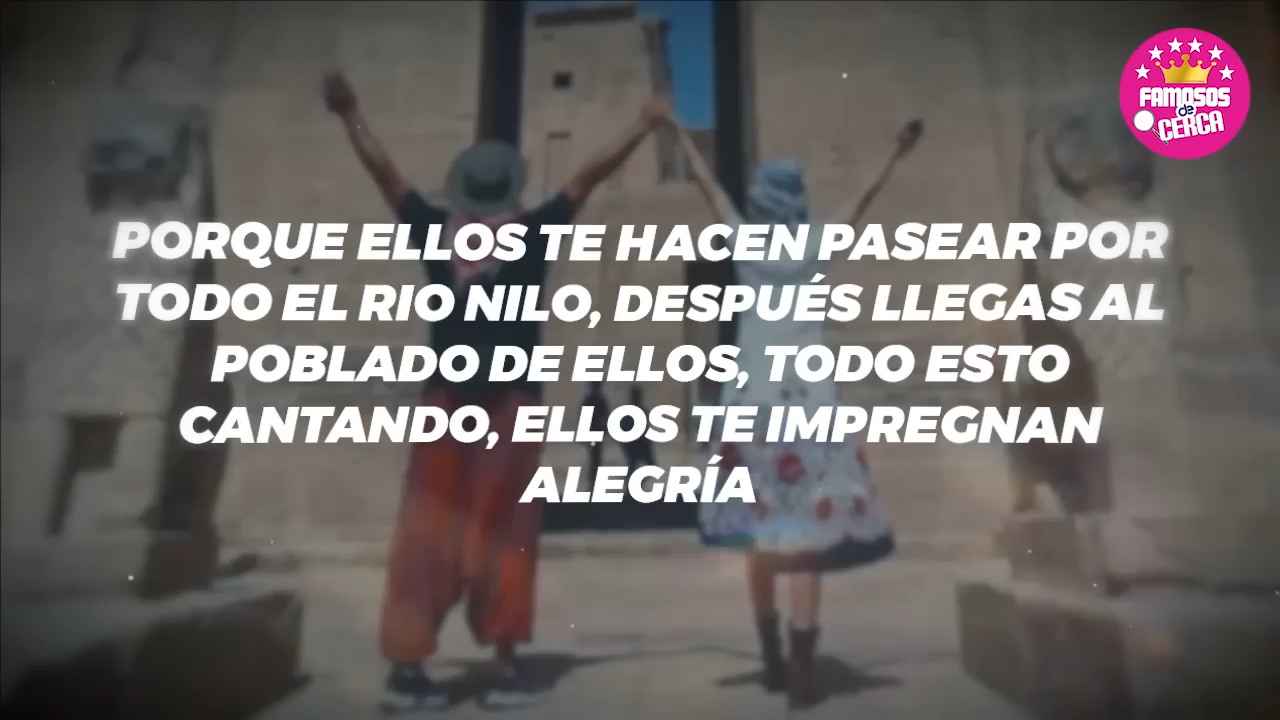 FAMOSOS
de
CERCA
PORQUE ELLOS TE HACEN PASEAR POR
TODO EL RIO NILO, DESPUÉS LLEGAS AL
POBLADO DE ELLOS, TODO ESTO
CANTANDO, ELLOS TE IMPREGNAN
ALEGRÍA